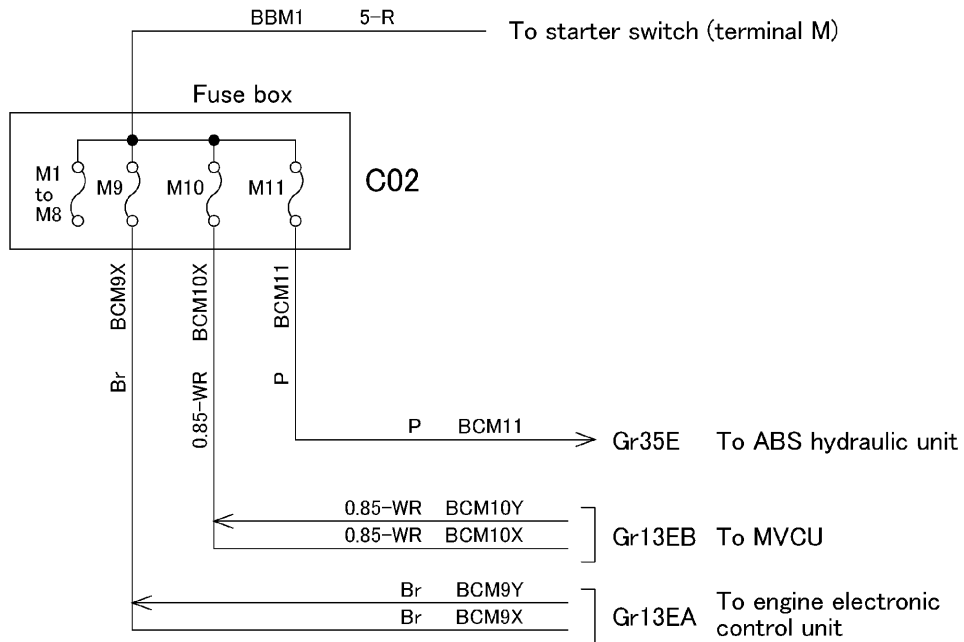 BBM1 5-R To starter switch (terminal M)
Fuse box
M1
to
M8
M9 M10 M11 C02
BCM9X BCM10X BCM11
Br 0.85-WR P
P BCM11 Gr35E To ABS hydraulic unit
0.85-WR BCM10Y
0.85-WR BCM10X
Gr13EB To MVCU
Br BCM9Y
Br BCM9X
Gr13EA To engine electronic
control unit